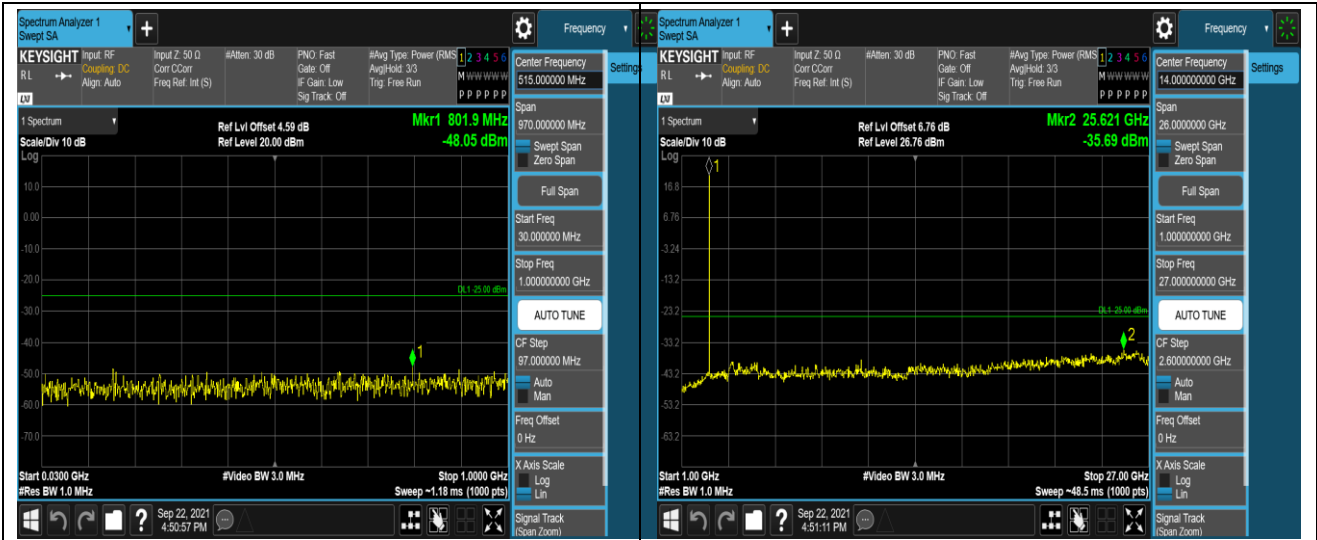 Spectrum Analyzer 1
Swept SA
+
Frequency
KEYSIGHT
Input: RF
Coupling: DC
Align: Auto
Input Z: 50 Ω
Corr CCorr
Freq Ref: Int (S)
#Atten: 30 dB
PNO: Fast
Gate: Off
IF Gain: Low
Sig Track: Off
#Avg Type: Power (RMS
Avg|Hold: 3/3
Trig: Free Run
1 2 3 4 5 6
M W W W W W
P P P P P P
RL
LXI
Center Frequency
515.000000 MHz
Settings
1 Spectrum
Scale/Div 10 dB
Ref Lvl Offset 4.59 dB
Ref Level 20.00 dBm
Mkr1 801.9 MHz
-48.05 dBm
Log
10.0
0.00
-10.0
-20.0
-30.0
-40.0
-50.0
-60.0
-70.0
DL1 -25.00 dBm
1
Span
970.000000 MHz
Swept Span
Zero Span
Full Span
Start Freq
30.000000 MHz
Stop Freq
1.000000000 GHz
AUTO TUNE
CF Step
97.000000 MHz
Auto
Man
Freq Offset
0 Hz
X Axis Scale
Log
Lin
Signal Track
(Span Zoom)
Start 0.0300 GHz
#Res BW 1.0 MHz
#Video BW 3.0 MHz
Stop 1.0000 GHz
Sweep ~1.18 ms (1000 pts)
?
Sep 22, 2021
4:50:57 PM
Spectrum Analyzer 1
Swept SA
+
Frequency
KEYSIGHT
Input: RF
Coupling: DC
Align: Auto
Input Z: 50 Ω
Corr CCorr
Freq Ref: Int (S)
#Atten: 30 dB
PNO: Fast
Gate: Off
IF Gain: Low
Sig Track: Off
#Avg Type: Power (RMS
Avg|Hold: 3/3
Trig: Free Run
1 2 3 4 5 6
M W W W W W
P P P P P P
RL
LXI
Center Frequency
14.000000000 GHz
Settings
1 Spectrum
Scale/Div 10 dB
Ref Lvl Offset 6.76 dB
Ref Level 26.76 dBm
Mkr2 25.621 GHz
-35.69 dBm
Log
16.8
6.76
-3.24
-13.2
-23.2
-33.2
-43.2
-53.2
-63.2
DL1 -25.00 dBm
1
2
Span
26.0000000 GHz
Swept Span
Zero Span
Full Span
Start Freq
1.000000000 GHz
Stop Freq
27.000000000 GHz
AUTO TUNE
CF Step
2.600000000 GHz
Auto
Man
Freq Offset
0 Hz
X Axis Scale
Log
Lin
Signal Track
(Span Zoom)
Start 1.00 GHz
#Res BW 1.0 MHz
#Video BW 3.0 MHz
Stop 27.00 GHz
Sweep ~48.5 ms (1000 pts)
?
Sep 22, 2021
4:51:11 PM